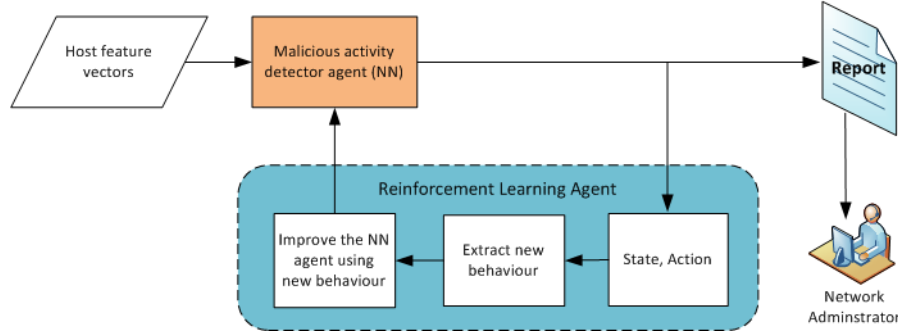 Host feature
vectors
Malicious activity
detector agent (NN)
Report
Reinforcement Learning Agent
Improve the NN
agent using
new behaviour
Extract new
behaviour
State, Action
Network
Adminstrator